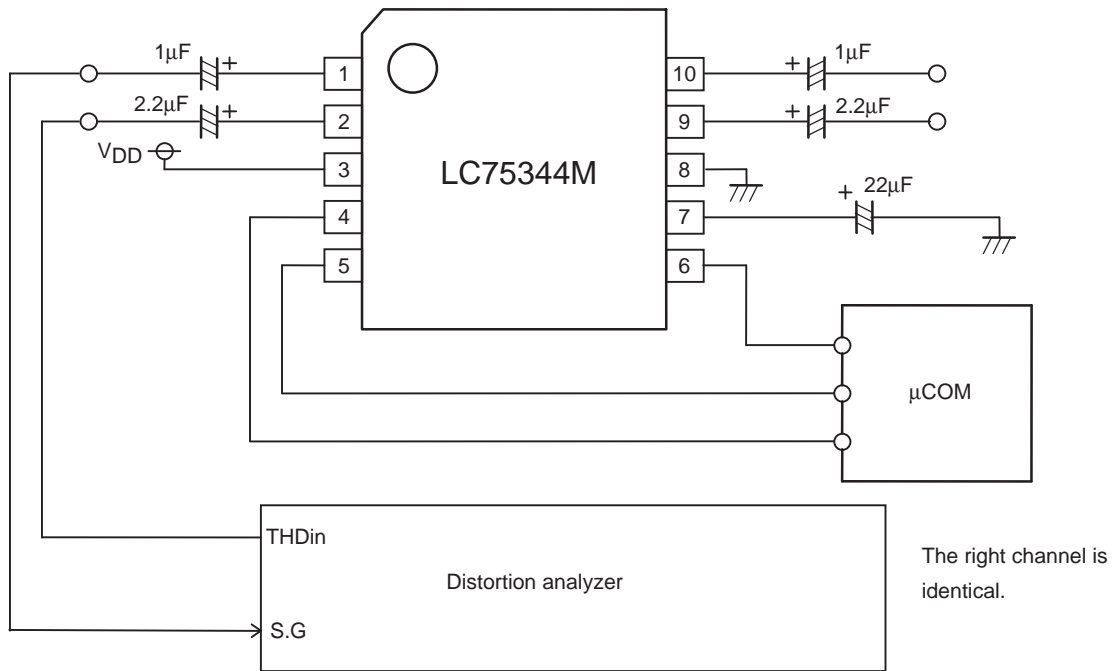 1μF
+
1
10
+
1μF
2.2μF
+
2
9
+
2.2μF
VDD
3
LC75344M
8
4
7
+
22μF
5
6
μCOM
THDin
Distortion analyzer
S.G
The right channel is
identical.